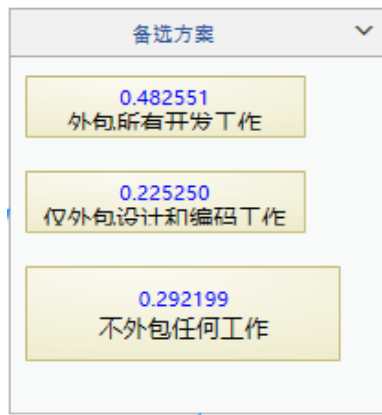 备选方案
0.482551
外包所有开发工作
0.225250
仅外包设计和编码工作
0.292199
不外包任何工作